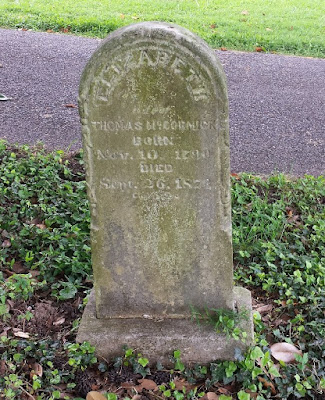 ELIZABETH
WIFE OF
THOMAS McCORMICK
BORN
Nov. 10,
DIED
Sept. 26,